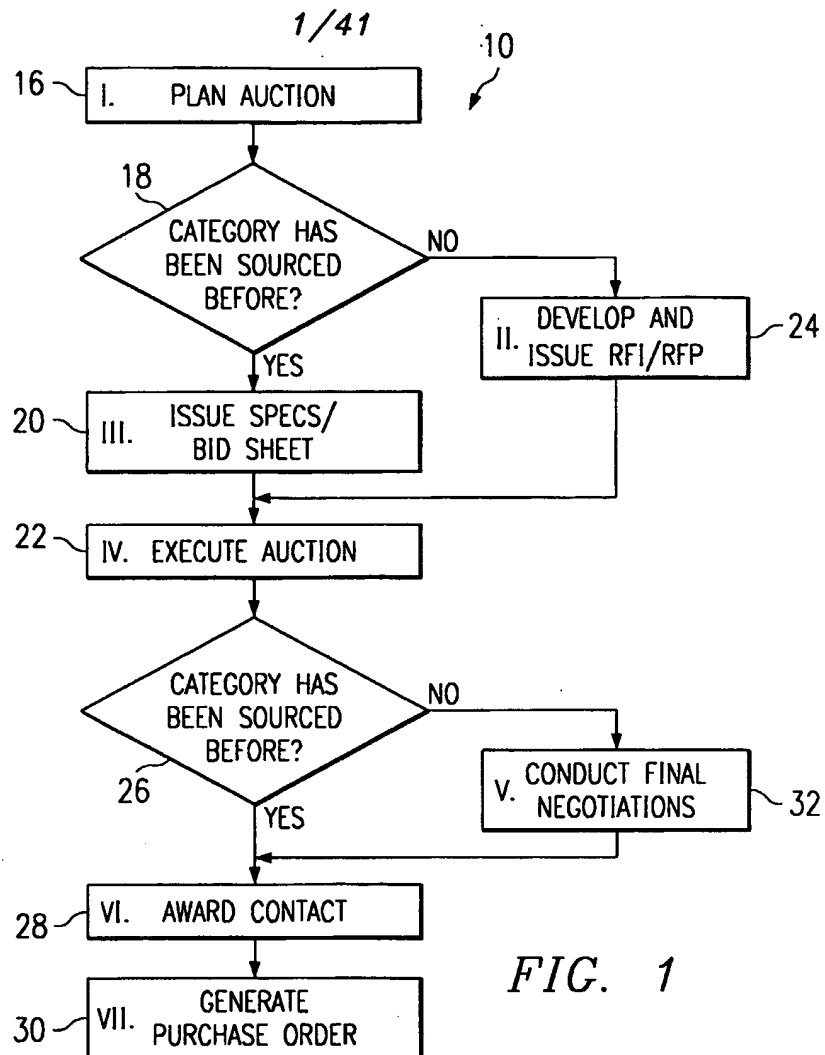 1/41
10
16
I. PLAN AUCTION
18
CATEGORY HAS
BEEN SOURCED
BEFORE?
NO
YES
II. DEVELOP AND
ISSUE RFI/RFP
24
20
III. ISSUE SPECS/
BID SHEET
22
IV. EXECUTE AUCTION
CATEGORY HAS
BEEN SOURCED
BEFORE?
NO
26
YES
V. CONDUCT FINAL
NEGOTIATIONS
32
28
VI. AWARD CONTACT
30
VII. GENERATE
PURCHASE ORDER
FIG. 1